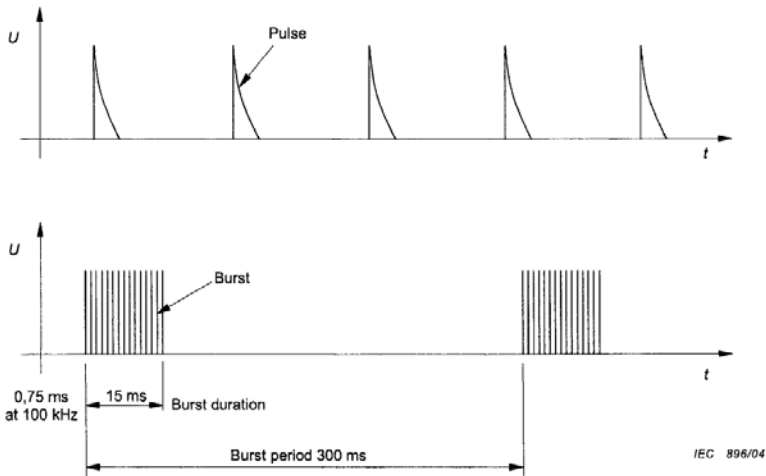 U
Pulse
t
U
Burst
t
0,75 ms
at 100 kHz
15 ms
Burst duration
Burst period 300 ms
IEC 896/04